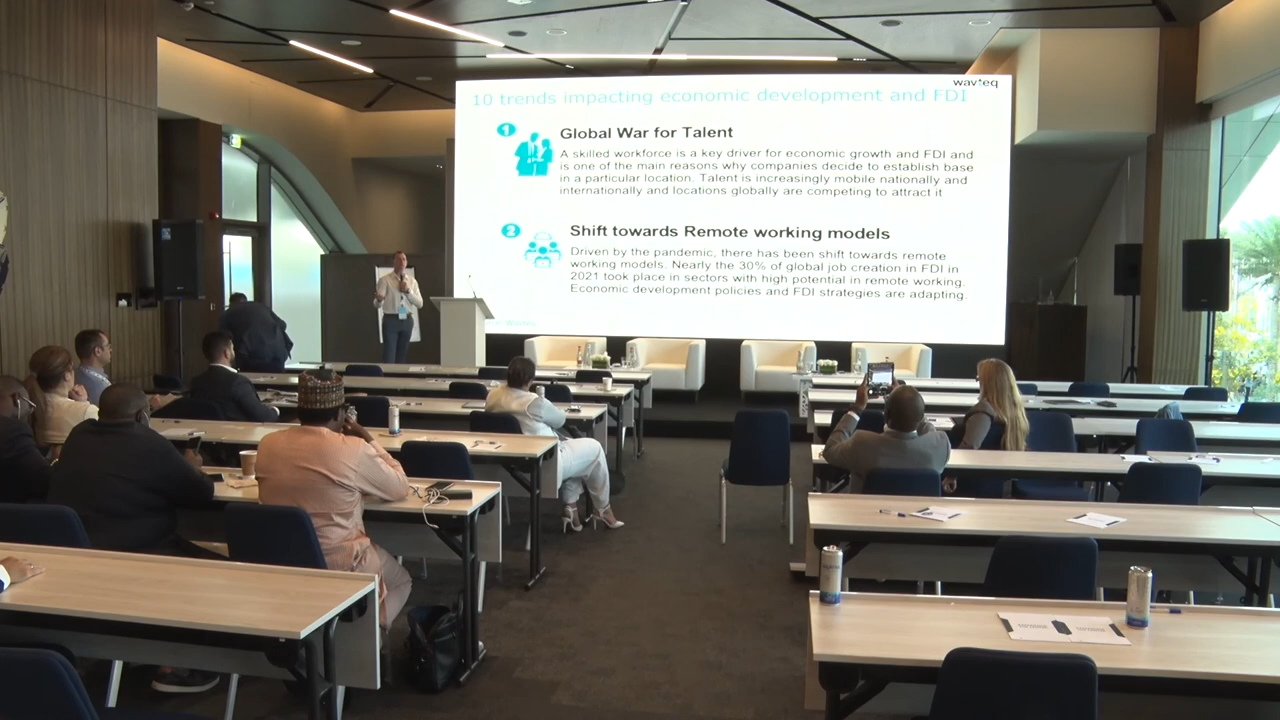 wavteq
10 trends impacting economic development and FDI
1
Global War for Talent
A skilled workforce is a key driver for economic growth and FDI and
is one of the main reasons why companies decide to establish base
in a particular location. Talent is increasingly mobile nationally and
internationally and locations globally are competing to attract it
2
Shift towards Remote working models
Driven by the pandemic, there has been shift towards remote
working models. Nearly the 30% of global job creation in FDI in
2021 took place in sectors with high potential in remote working.
Economic development policies and FDI strategies are adapting.
Wavteq